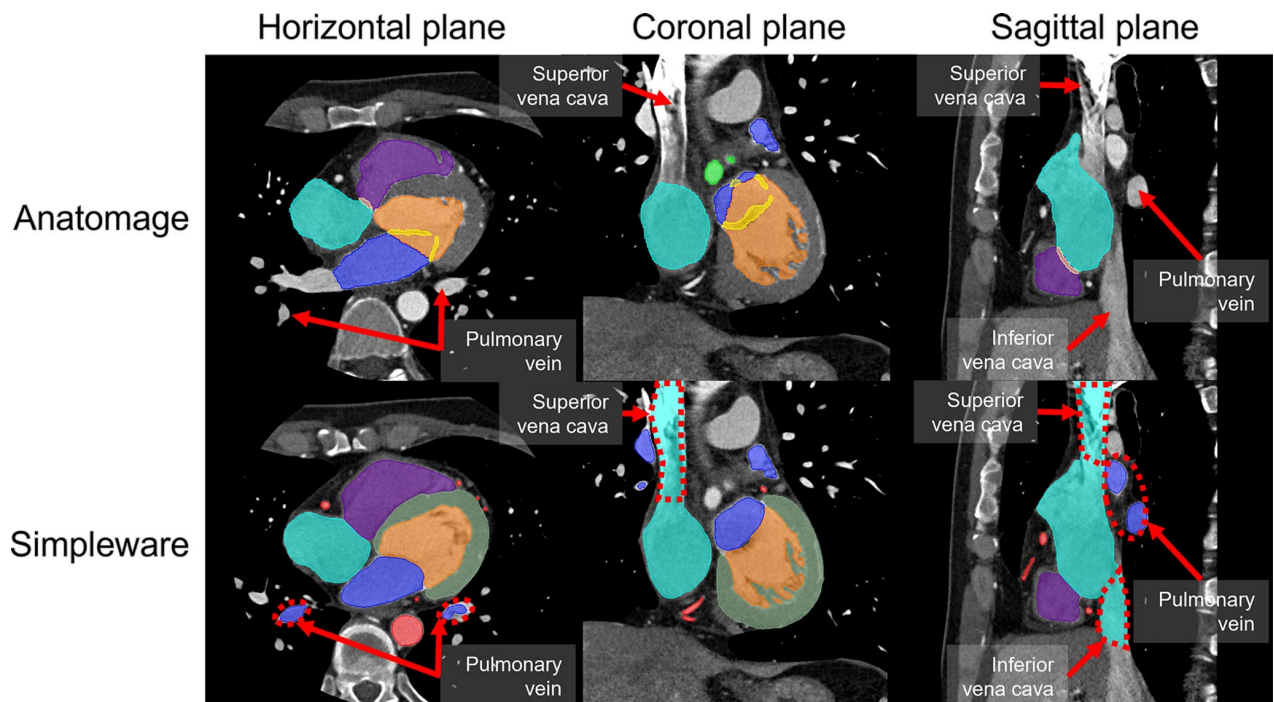 Horizontal plane
Coronal plane
Sagittal plane
Anatomage
Superior
vena cava
Superior
vena cava
Pulmonary
vein
Pulmonary
vein
Inferior
vena cava
Simpleware
Superior
vena cava
Superior
vena cava
Pulmonary
vein
Pulmonary
vein
Inferior
vena cava